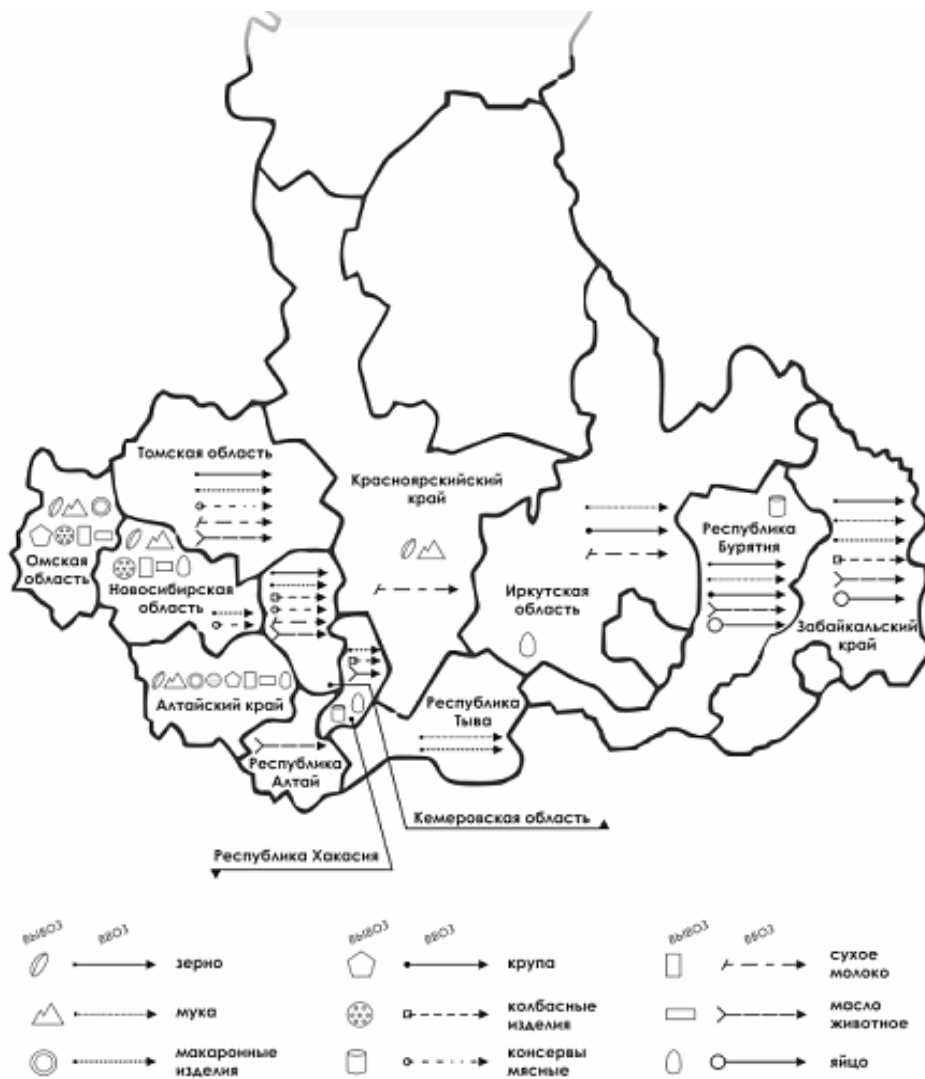 Томская область
Красноярскийский
край
Омская
область
Новосибирская
область
Республика
Бурятия
Иркутская
область
Забайкальский
край
Алтайский край
Республика
Тыва
Республика
Алтай
Кемеровская область
Республика Хакасия
ВЫВОЗ ВВОЗ
ВЫВОЗ ВВОЗ
ВЫВОЗ ВВОЗ
зерно
крупа
сухое
молоко
мука
колбасные
изделия
масло
животное
макаронные
изделия
консервы
мясные
яйцо